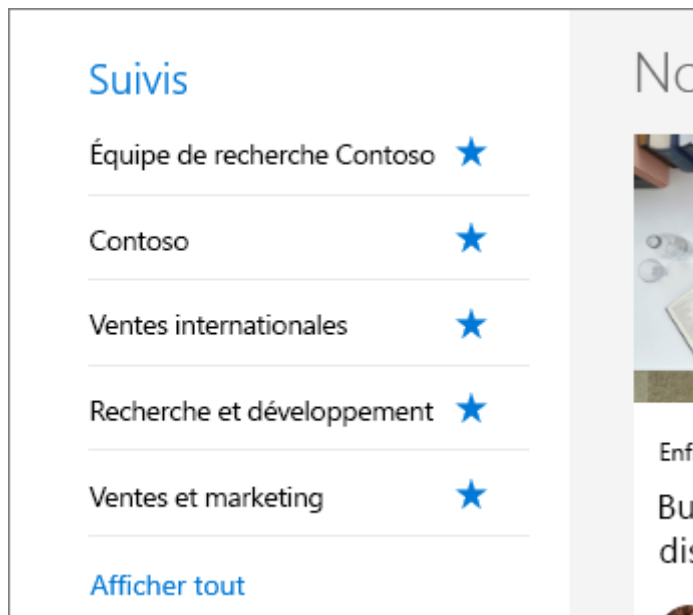 Suivis
Équipe de recherche Contoso
Contoso
Ventes internationales
Recherche et développement
Ventes et marketing
Afficher tout